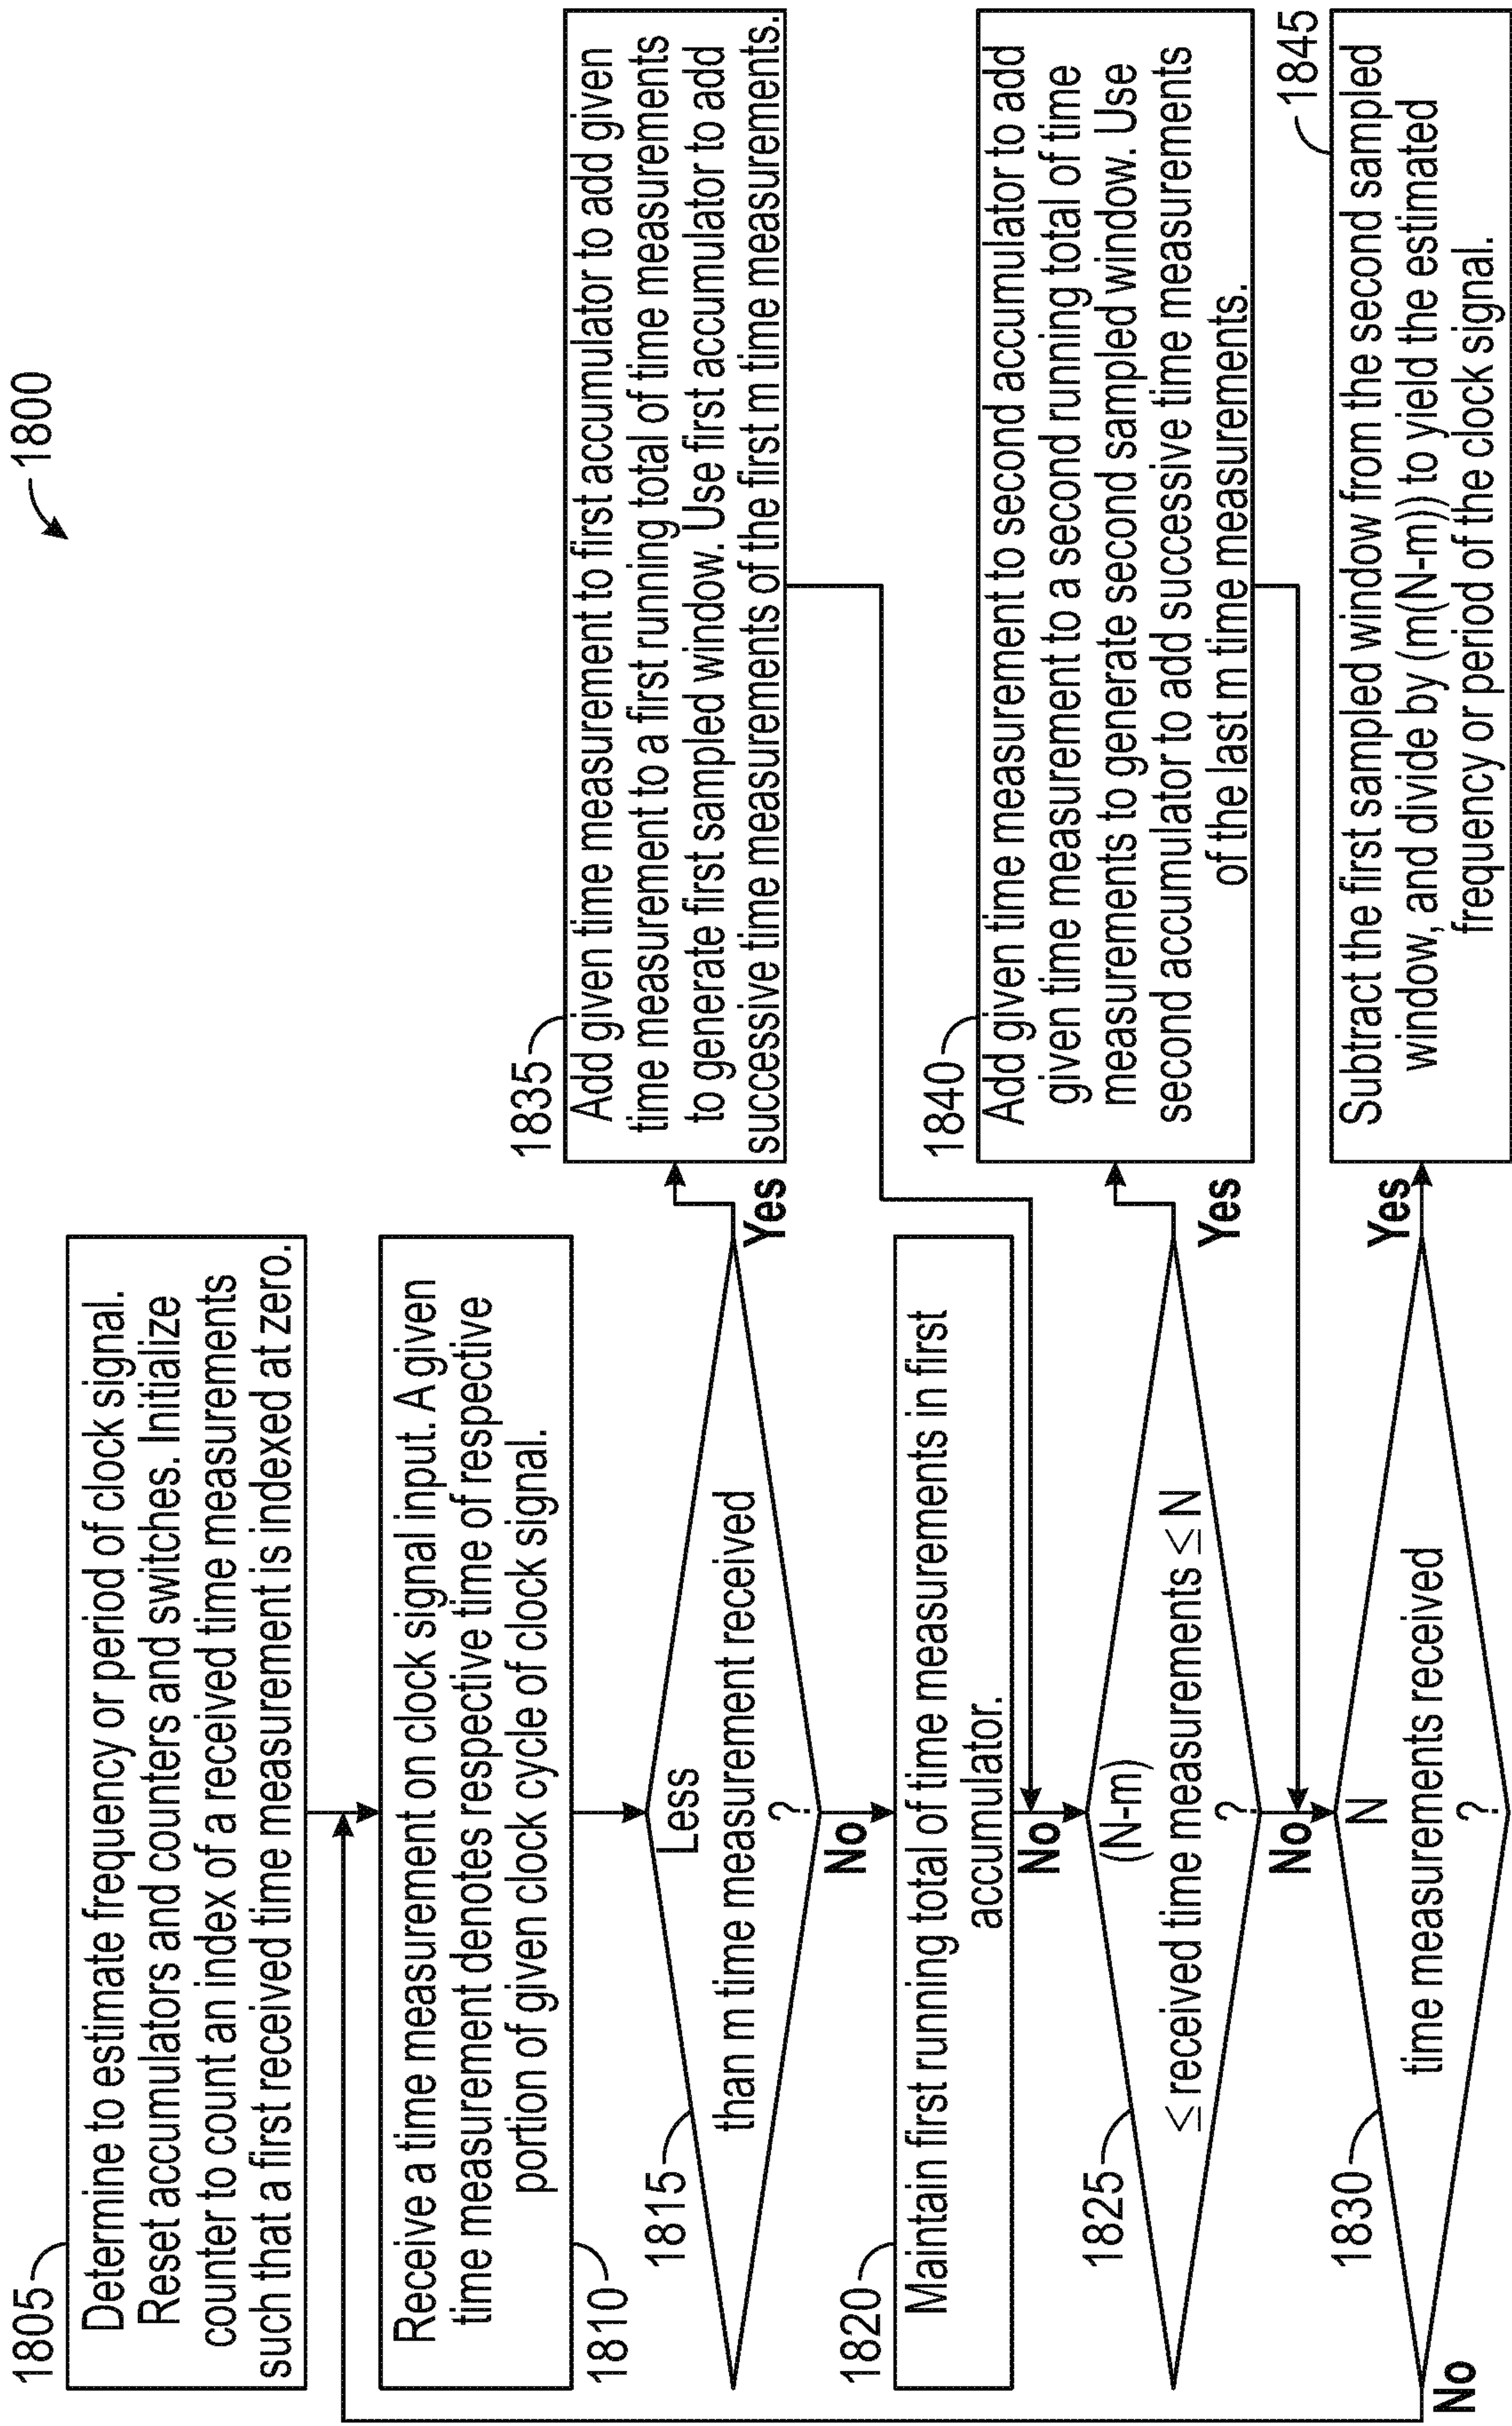 1800
1805
Determine to estimate frequency or period of clock signal.
Reset accumulators and counters and switches. Initialize
counter to count an index of a received time measurements
such that a first received time measurement is indexed at zero.
Receive a time measurement on clock signal input. A given
time measurement denotes respective time of respective
portion of given clock cycle of clock signal.
1810
1815
Less
than m time measurement received
?
Yes
No
1835
Add given time measurement to first accumulator to add given
time measurement to a first running total of time measurements
to generate first sampled window. Use first accumulator to add
successive time measurements of the first m time measurements.
1820
Maintain first running total of time measurements in first
accumulator.
No
1825
(N-m)
≤ received time measurements ≤ N
?
Yes
No
1840
Add given time measurement to second accumulator to add
given time measurement to a second running total of time
measurements to generate second sampled window. Use
second accumulator to add successive time measurements
of the last m time measurements.
1830
N
time measurements received
?
Yes
No
1845
Subtract the first sampled window from the second sampled
window, and divide by (m(N-m)) to yield the estimated
frequency or period of the clock signal.